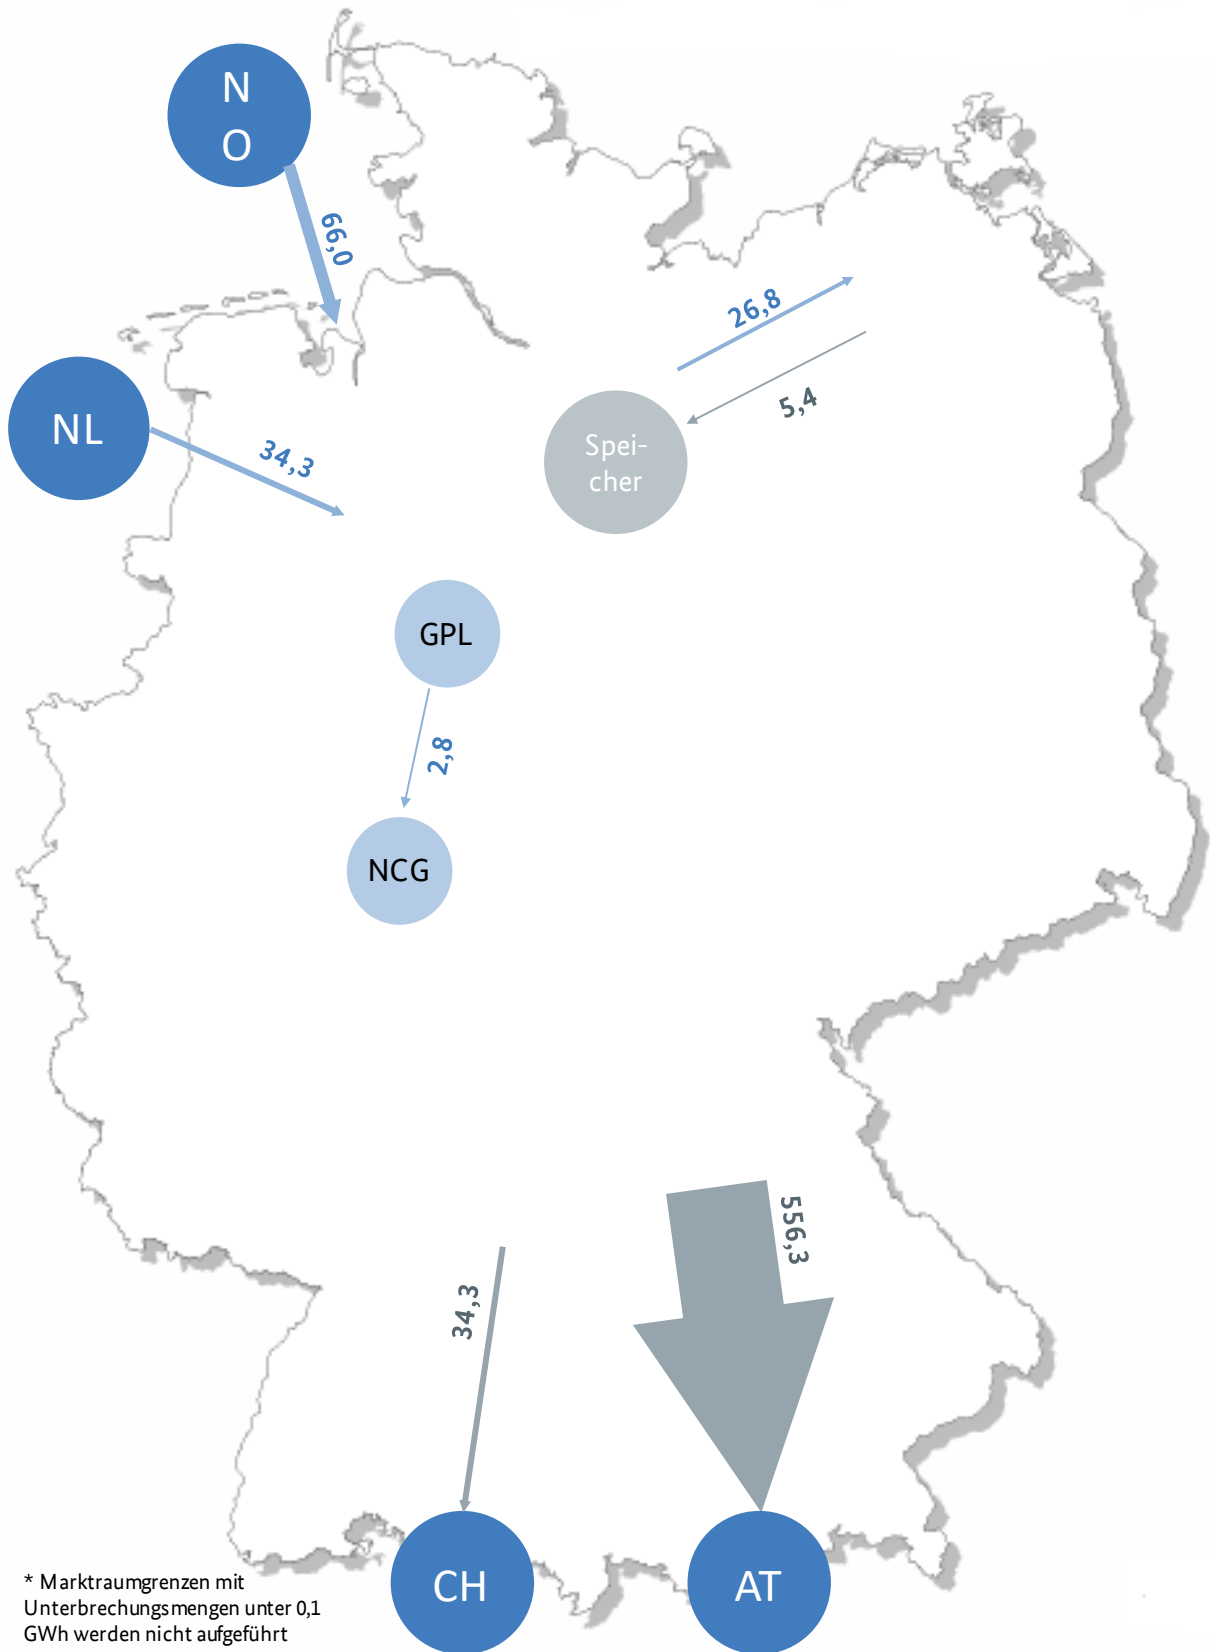 N
O
66,0
26,8
5,4
NL
34,3
Spei-
cher
GPL
2,8
NCG
556,3
34,3
CH
AT
* Marktraumgrenzen mit
Unterbrechungsmengen unter 0,1
GWh werden nicht aufgeführt